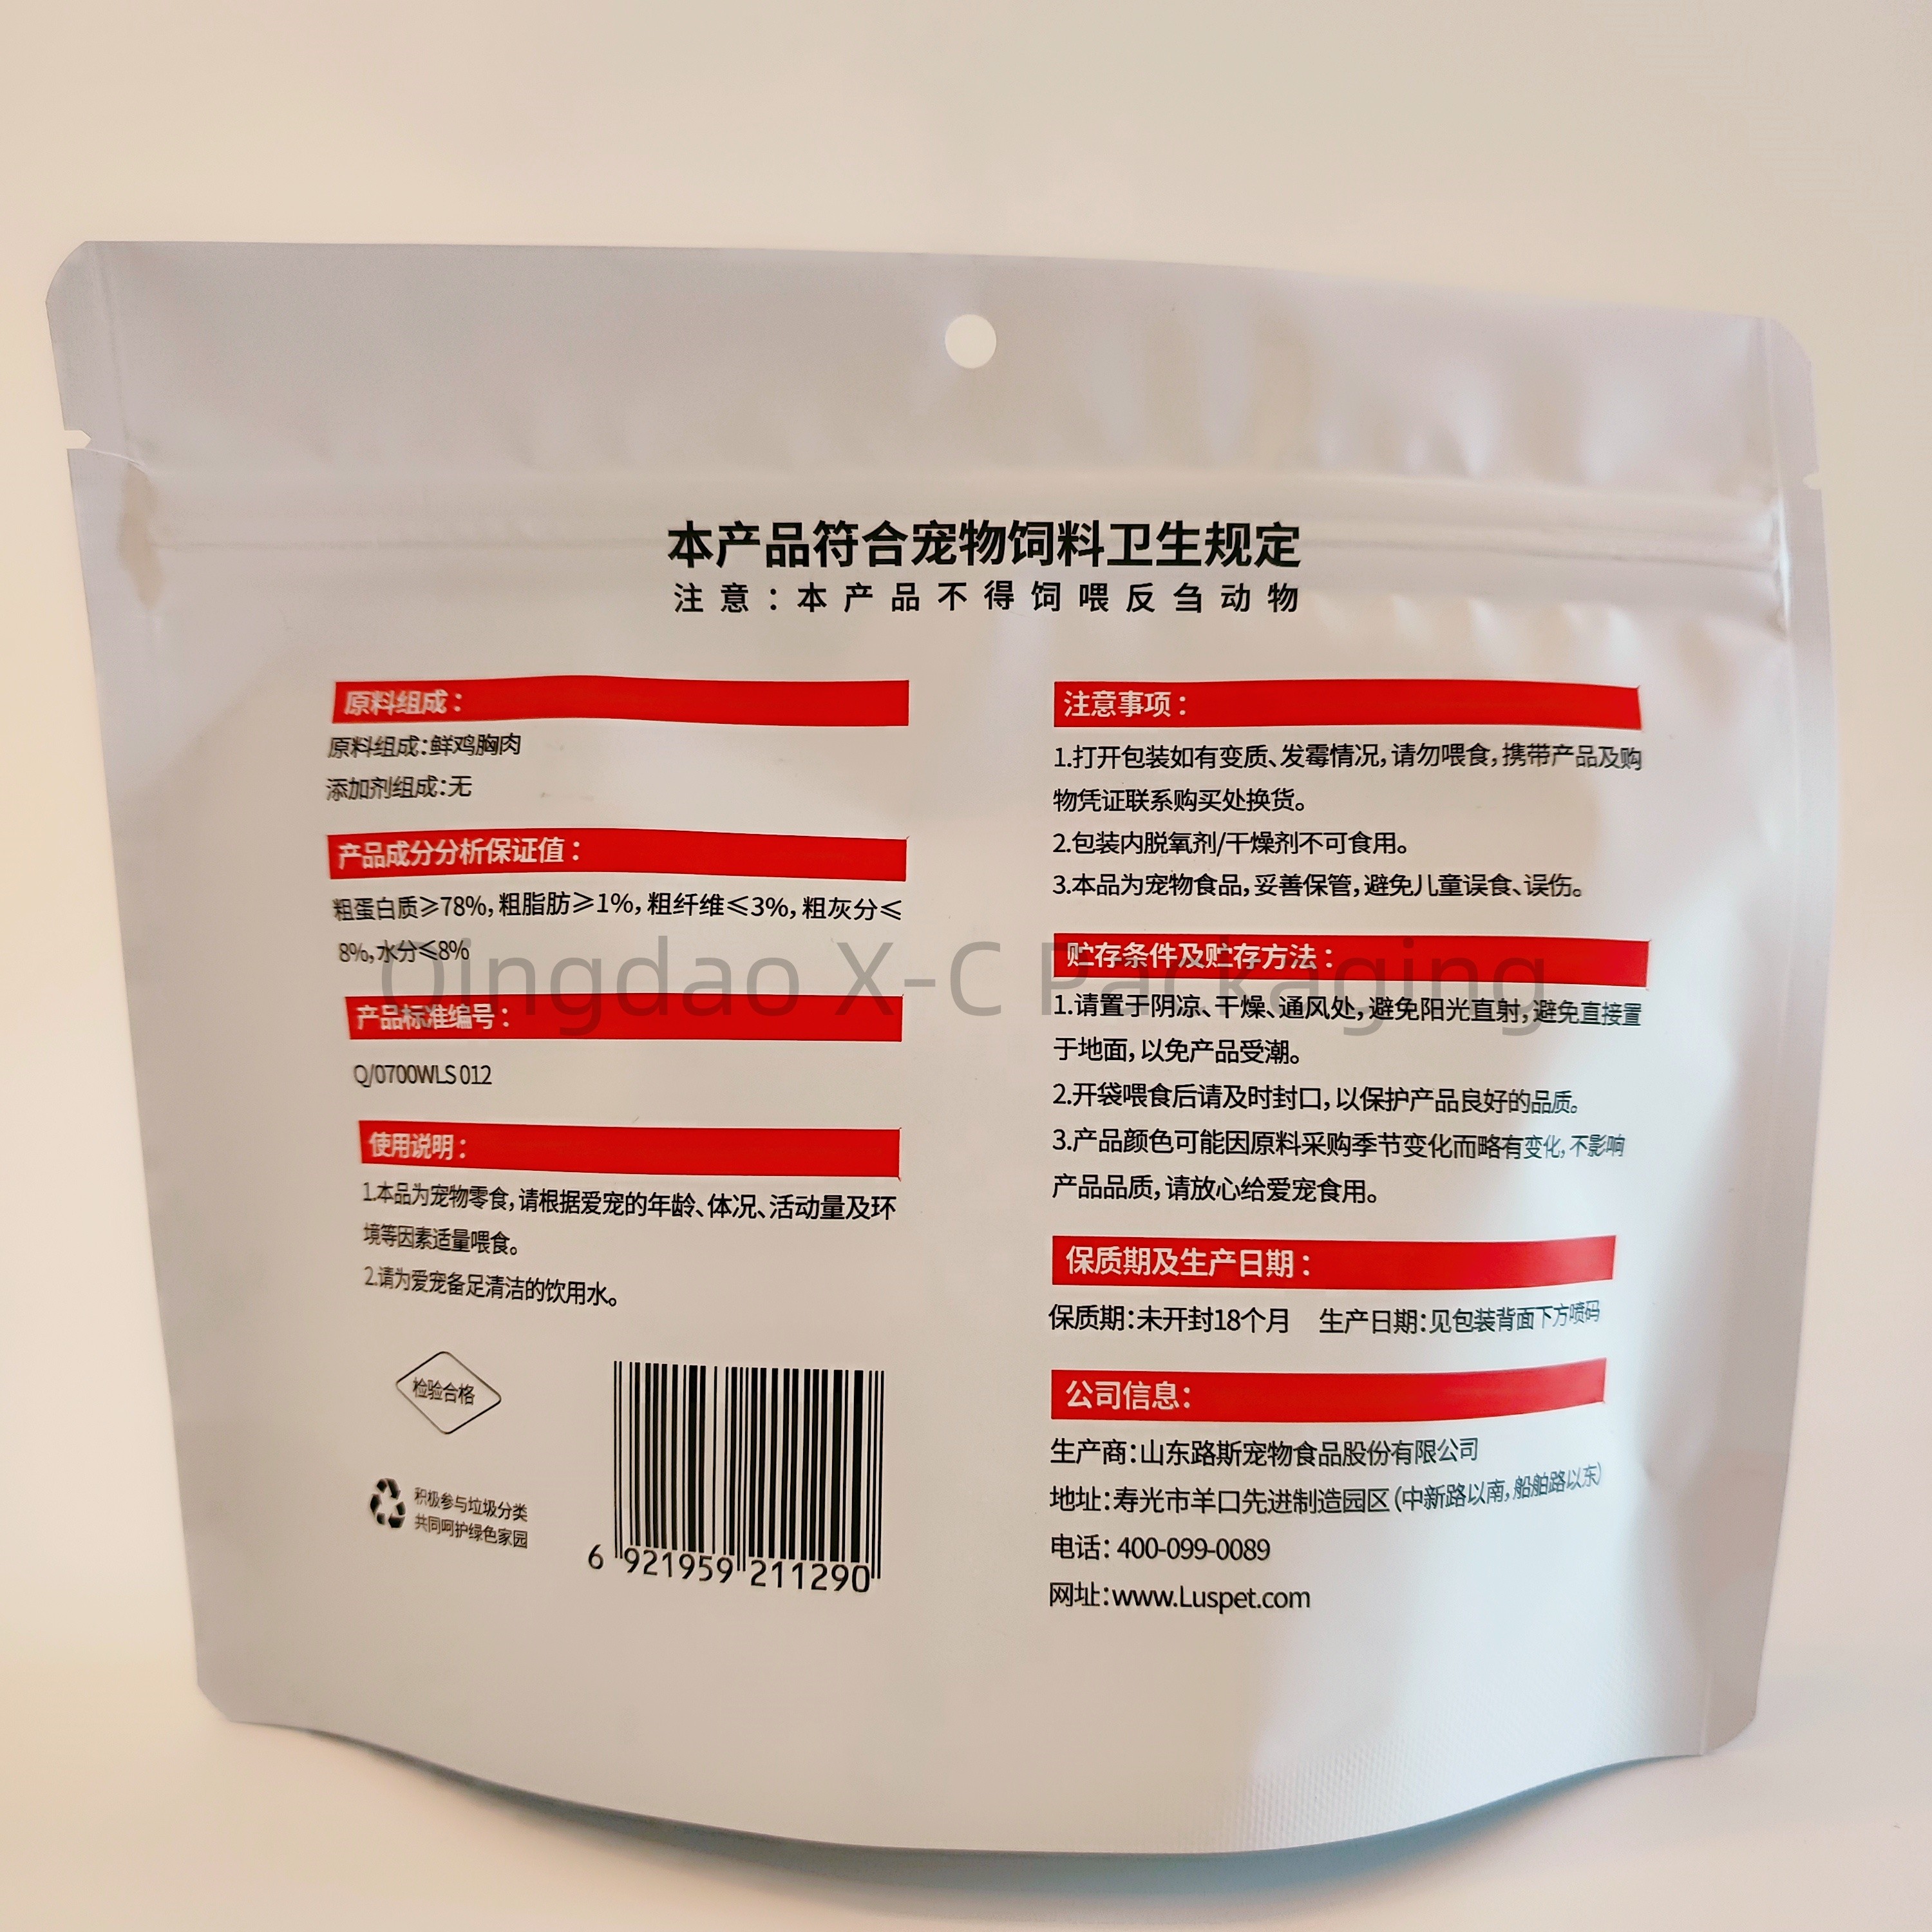 本产品符合宠物饲料卫生规定
注意：本产品不得饲喂反刍动物
原料组成：
原料组成：鲜鸡胸肉
添加剂组成：无
产品成分分析保证值：
粗蛋白质≥78%，粗脂肪≥1%，粗纤维≤3%，粗灰分≤
8%，水分≤8%
产品标准编号：
Q/0700WLS 012
使用说明：
1.本品为宠物零食，请根据爱宠的年龄、体况、活动量及环
境等因素适量喂食。
2.请为爱宠备足清洁的饮用水。
检验合格
积极参与垃圾分类
共同呵护绿色家园
6 921959 211290
注意事项：
1.打开包装如有变质、发霉情况，请勿喂食，携带产品及购
物凭证联系购买处换货。
2.包装内脱氧剂/干燥剂不可食用。
3.本品为宠物食品，妥善保管，避免儿童误食、误伤。
贮存条件及贮存方法：
1.请置于阴凉、干燥、通风处，避免阳光直射，避免直接置
于地面，以免产品受潮。
2.开袋喂食后请及时封口，以保护产品良好的品质。
3.产品颜色可能因原料采购季节变化而略有变化，不影响
产品品质，请放心给爱宠食用。
保质期及生产日期：
保质期：未开封18个月 生产日期：见包装背面下方喷码
公司信息：
生产商：山东路斯宠物食品股份有限公司
地址：寿光市羊口先进制造园区（中新路以南，船舶路以东）
电话：400-099-0089
网址：www.Luspet.com
Qingdao X-C Packaging